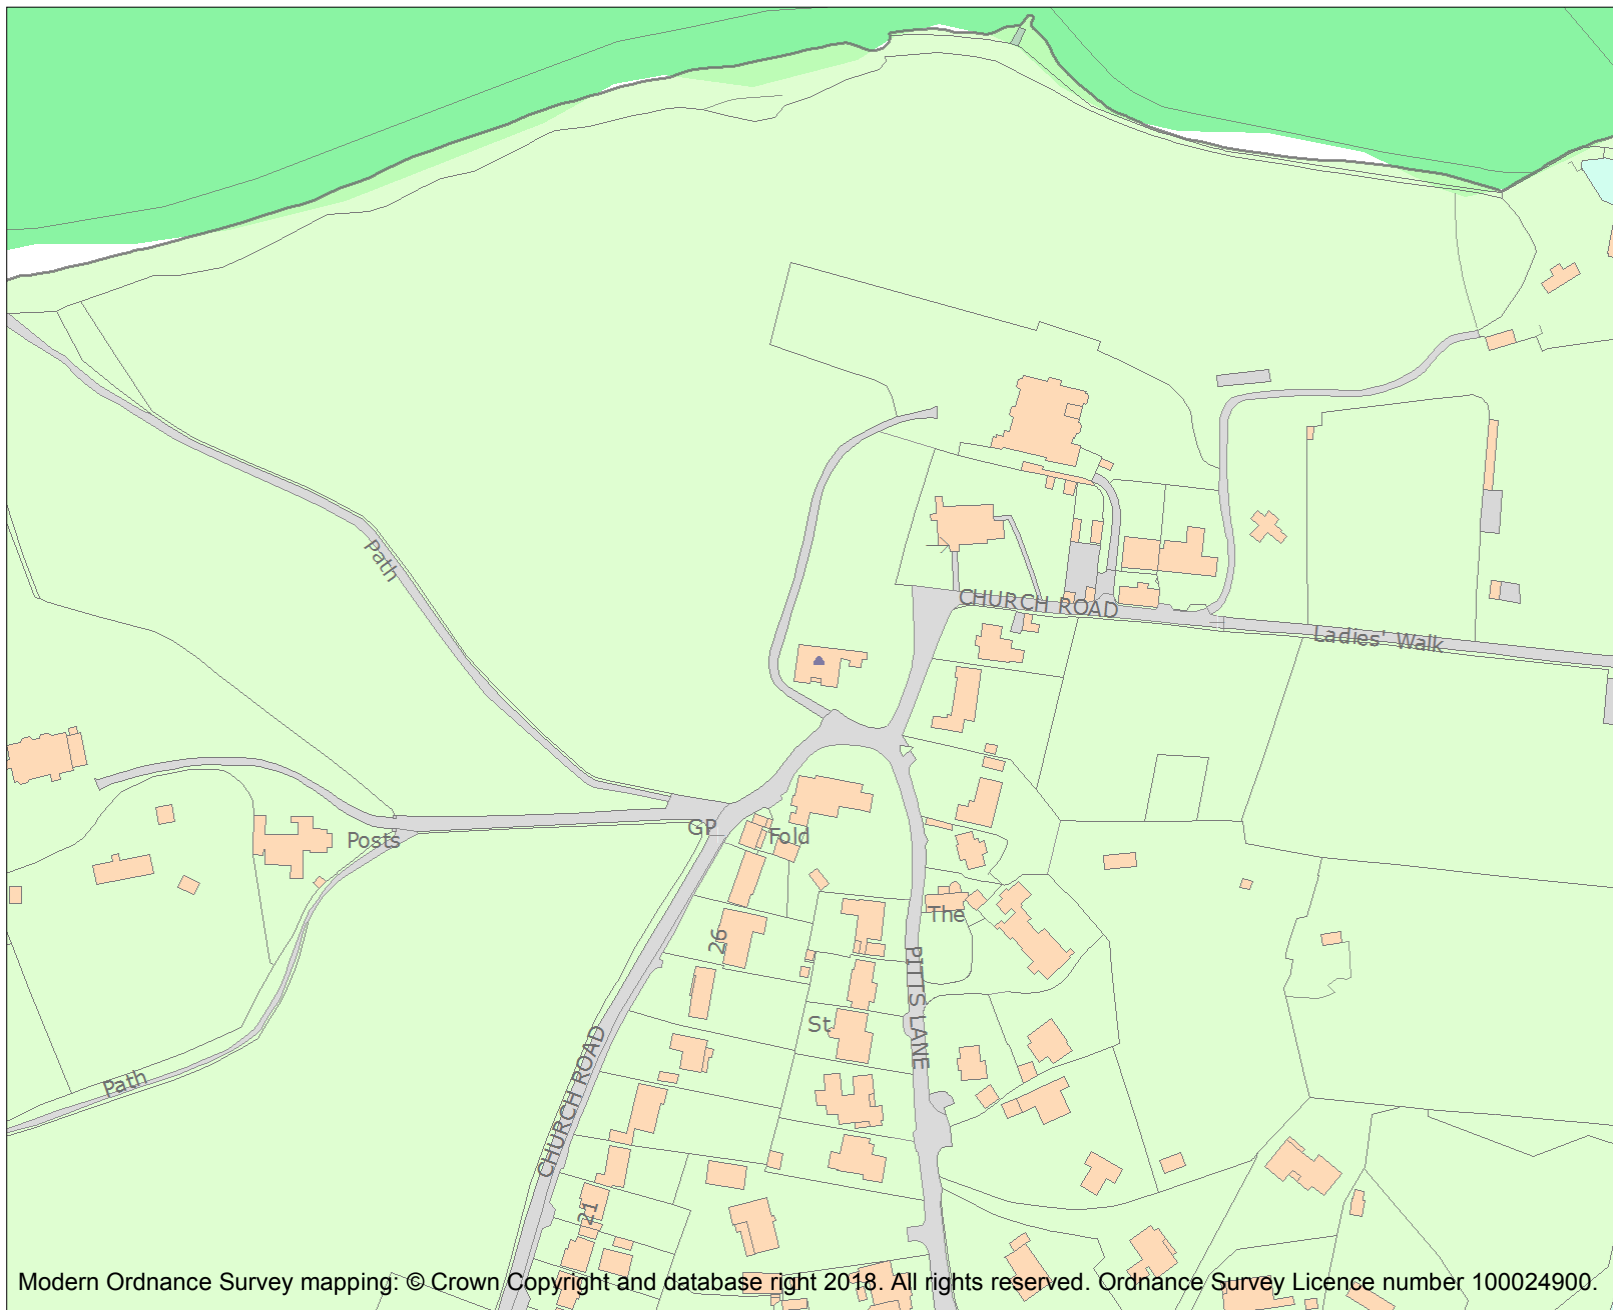 Path
CHURCH ROAD
Ladies' Walk
GP
Fold
Posts
The
26
PITTS LANE
St
CHURCH ROAD
Path
21
Modern Ordnance Survey mapping: © Crown Copyright and database right 2018. All rights reserved. Ordnance Survey Licence number 100024900.